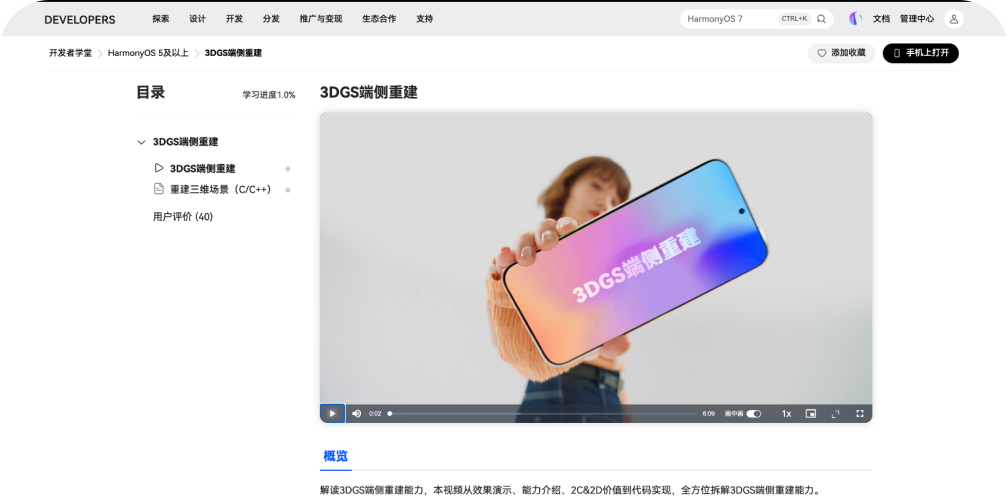 DEVELOPERS 探索 设计 开发 分发 推广与变现 生态合作 支持 HarmonyOS 7 CTRL+K 文档 管理中心
开发者学堂 > HarmonyOS 5及以上 > 3DGS端侧重建 添加收藏 手机上打开
目录 学习进度1.0%
3DGS端侧重建
3DGS端侧重建
重建三维场景（C/C++）
用户评价 (40)
3DGS端侧重建
3DGS端侧重建
0:02 6:09 画中画 1x
概览
解读3DGS端侧重建能力，本视频从效果演示、能力介绍、2C&2D价值到代码实现，全方位拆解3DGS端侧重建能力。